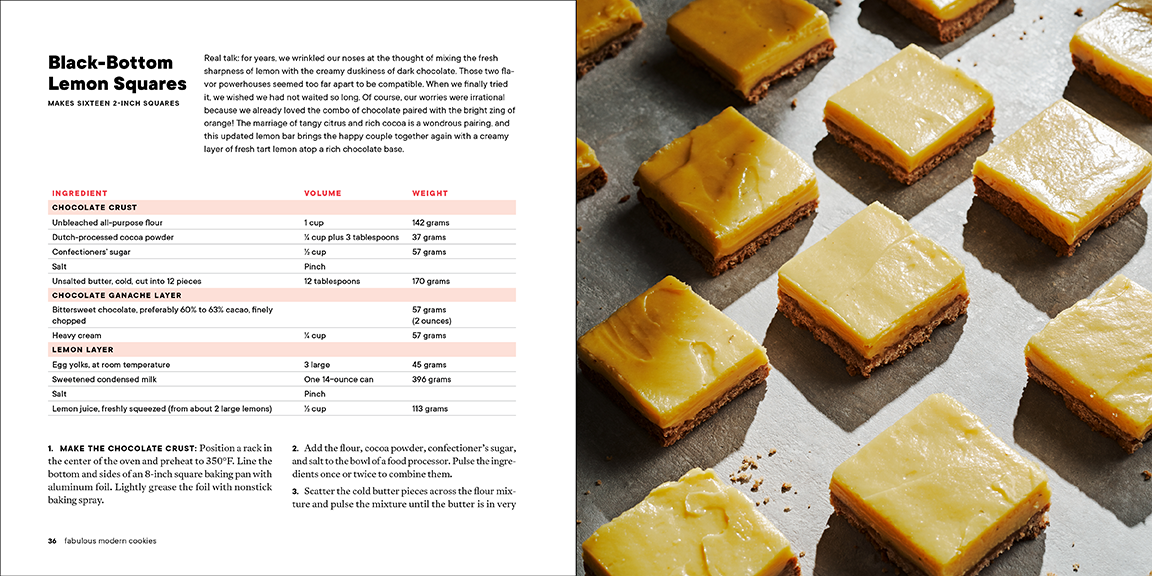 Black-Bottom
Lemon Squares
MAKES SIXTEEN 2-INCH SQUARES
Real talk: for years, we wrinkled our noses at the thought of mixing the fresh
sharpness of lemon with the creamy duskiness of dark chocolate. Those two fla-
vor powerhouses seemed too far apart to be compatible. When we finally tried
it, we wished we had not waited so long. Of course, our worries were irrational
because we already loved the combo of chocolate paired with the bright zing of
orange! The marriage of tangy citrus and rich cocoa is a wondrous pairing, and
this updated lemon bar brings the happy couple together again with a creamy
layer of fresh tart lemon atop a rich chocolate base.
INGREDIENT VOLUME WEIGHT
CHOCOLATE CRUST
Unbleached all-purpose flour 1 cup 142 grams
Dutch-processed cocoa powder ¼ cup plus 3 tablespoons 37 grams
Confectioners' sugar ½ cup 57 grams
Salt Pinch
Unsalted butter, cold, cut into 12 pieces 12 tablespoons 170 grams
CHOCOLATE GANACHE LAYER
Bittersweet chocolate, preferably 60% to 63% cacao, finely 57 grams
chopped (2 ounces)
Heavy cream ¼ cup 57 grams
LEMON LAYER
Egg yolks, at room temperature 3 large 45 grams
Sweetened condensed milk One 14-ounce can 396 grams
Salt Pinch
Lemon juice, freshly squeezed (from about 2 large lemons) ½ cup 113 grams
1. MAKE THE CHOCOLATE CRUST: Position a rack in
the center of the oven and preheat to 350°F. Line the
bottom and sides of an 8-inch square baking pan with
aluminum foil. Lightly grease the foil with nonstick
baking spray.
2. Add the flour, cocoa powder, confectioner's sugar,
and salt to the bowl of a food processor. Pulse the ingre-
dients once or twice to combine them.
3. Scatter the cold butter pieces across the flour mix-
ture and pulse the mixture until the butter is in very
36 fabulous modern cookies